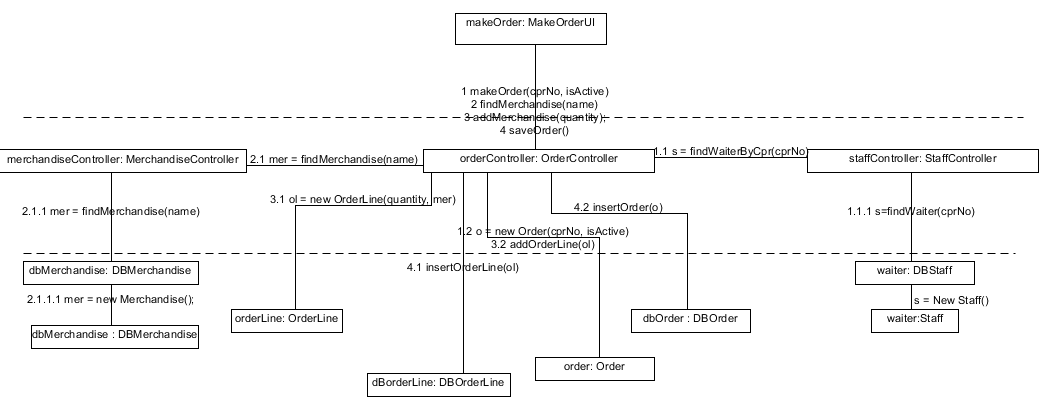 makeOrder: MakeOrderUI
1 makeOrder(cprNo, isActive)
2 findMerchandise(name)
3 addMerchandise(quantity);
4 saveOrder()
merchandiseController: MerchandiseController
2.1 mer = findMerchandise(name)
orderController: OrderController
1.1 s = findWaiterByCpr(cprNo)
staffController: StaffController
3.1 ol = new OrderLine(quantity, mer)
4.2 insertOrder(o)
2.1.1 mer = findMerchandise(name)
1.1.1 s=findWaiter(cprNo)
1.2 o = new Order(cprNo, isActive)
3.2 addOrderLine(ol)
4.1 insertOrderLine(ol)
dbMerchandise: DBMerchandise
waiter: DBStaff
2.1.1.1 mer = new Merchandise();
s = New Staff()
orderLine: OrderLine
dbOrder : DBOrder
waiter:Staff
dbMerchandise : DBMerchandise
order: Order
dBorderLine: DBOrderLine